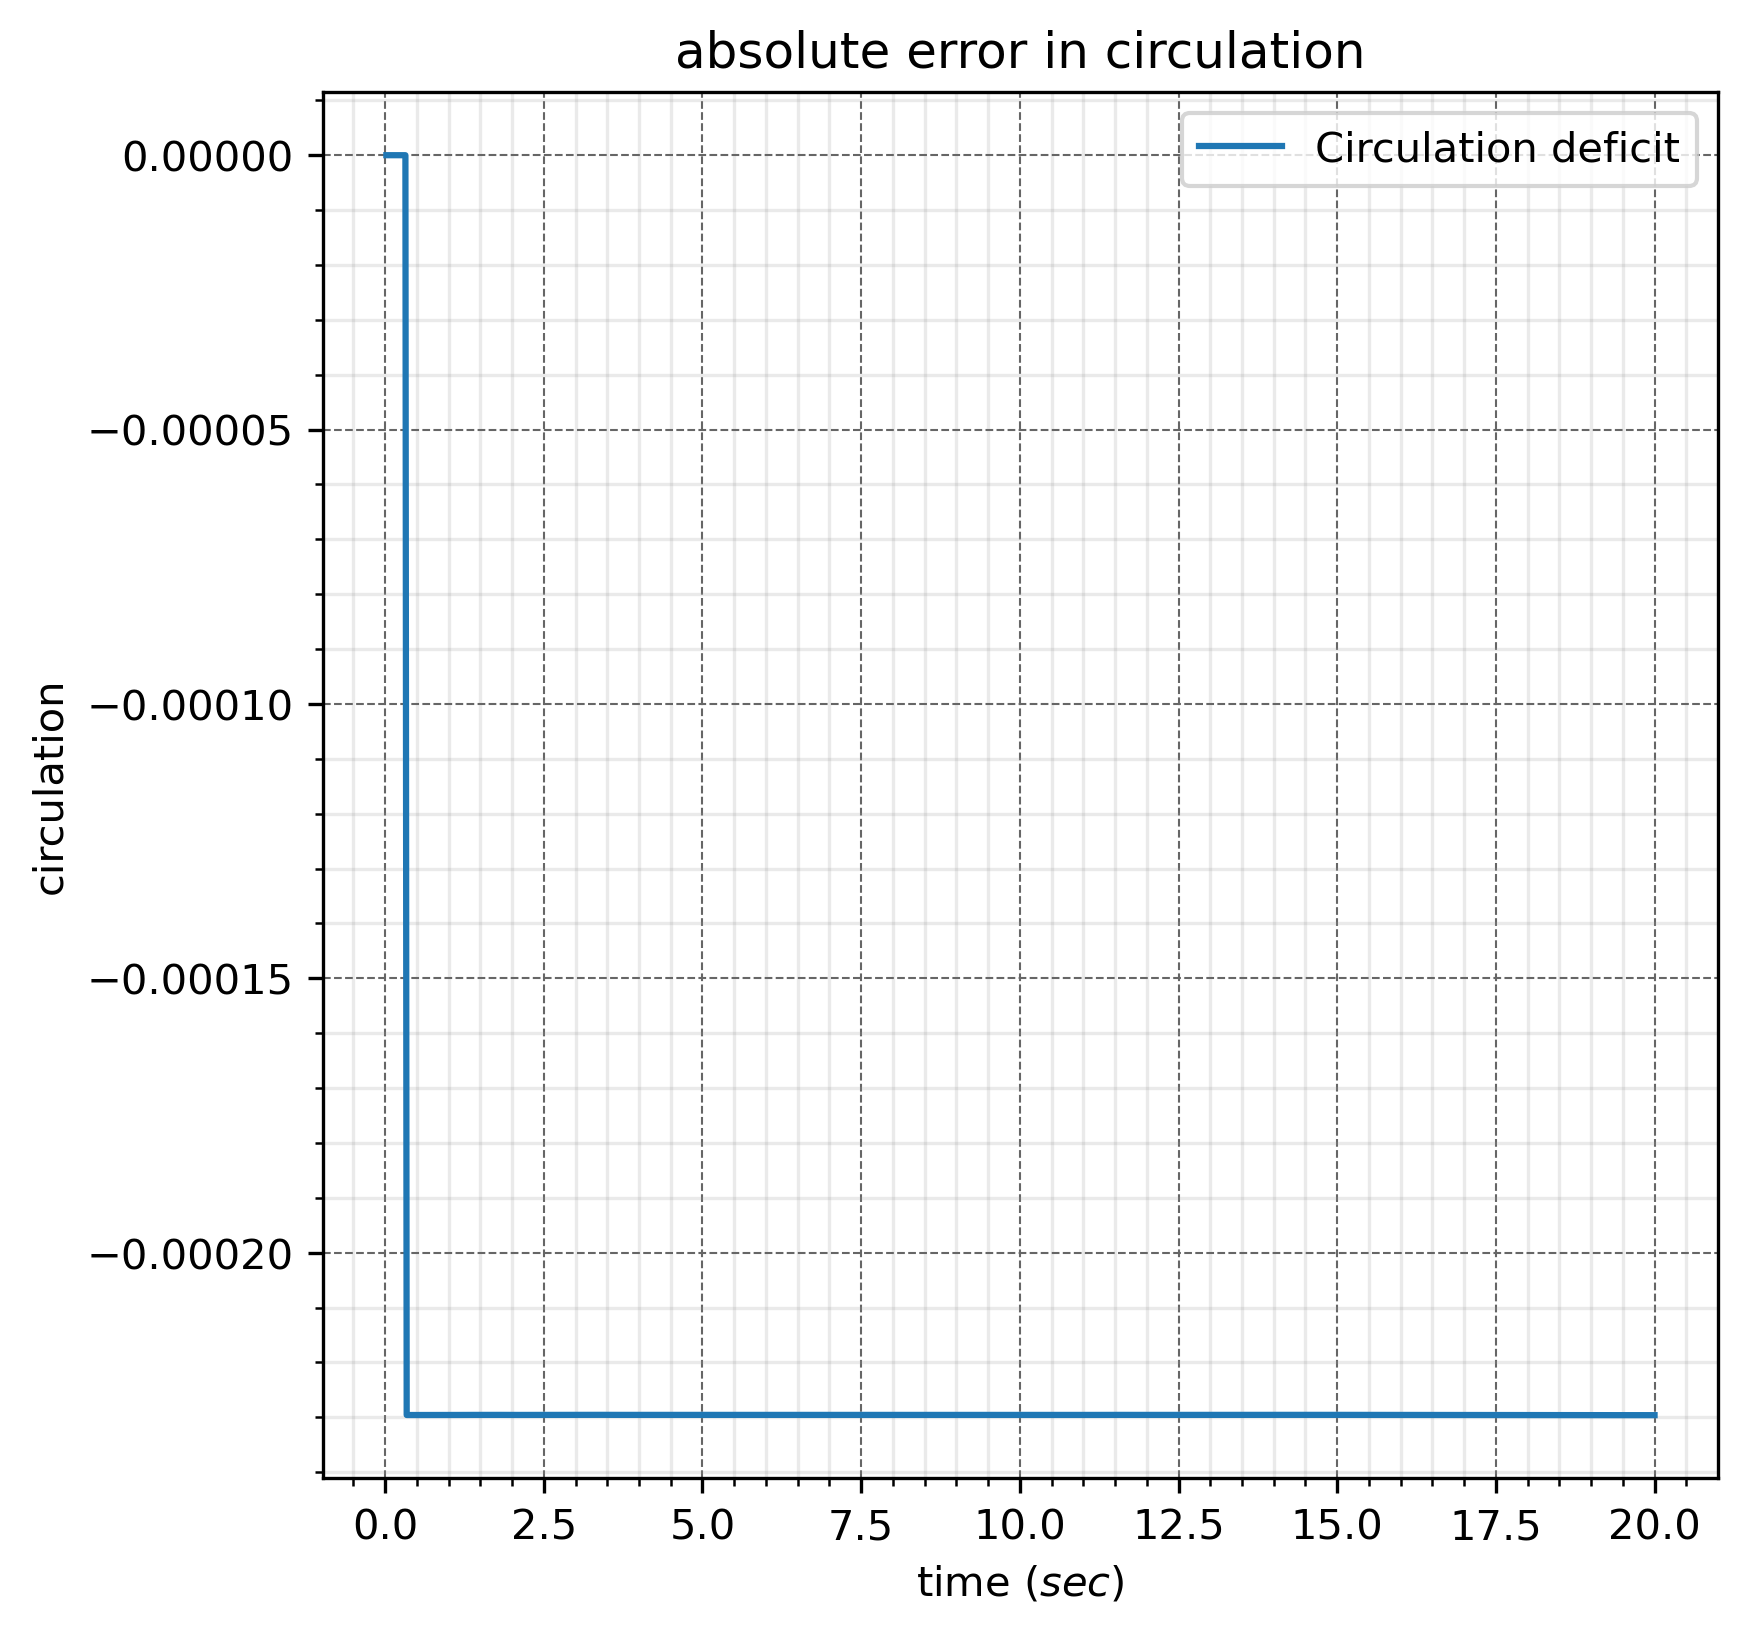 absolute error in circulation
Circulation deficit
0.00000
−0.00005
−0.00010
−0.00015
−0.00020
circulation
0.0 2.5 5.0 7.5 10.0 12.5 15.0 17.5 20.0
time (sec)